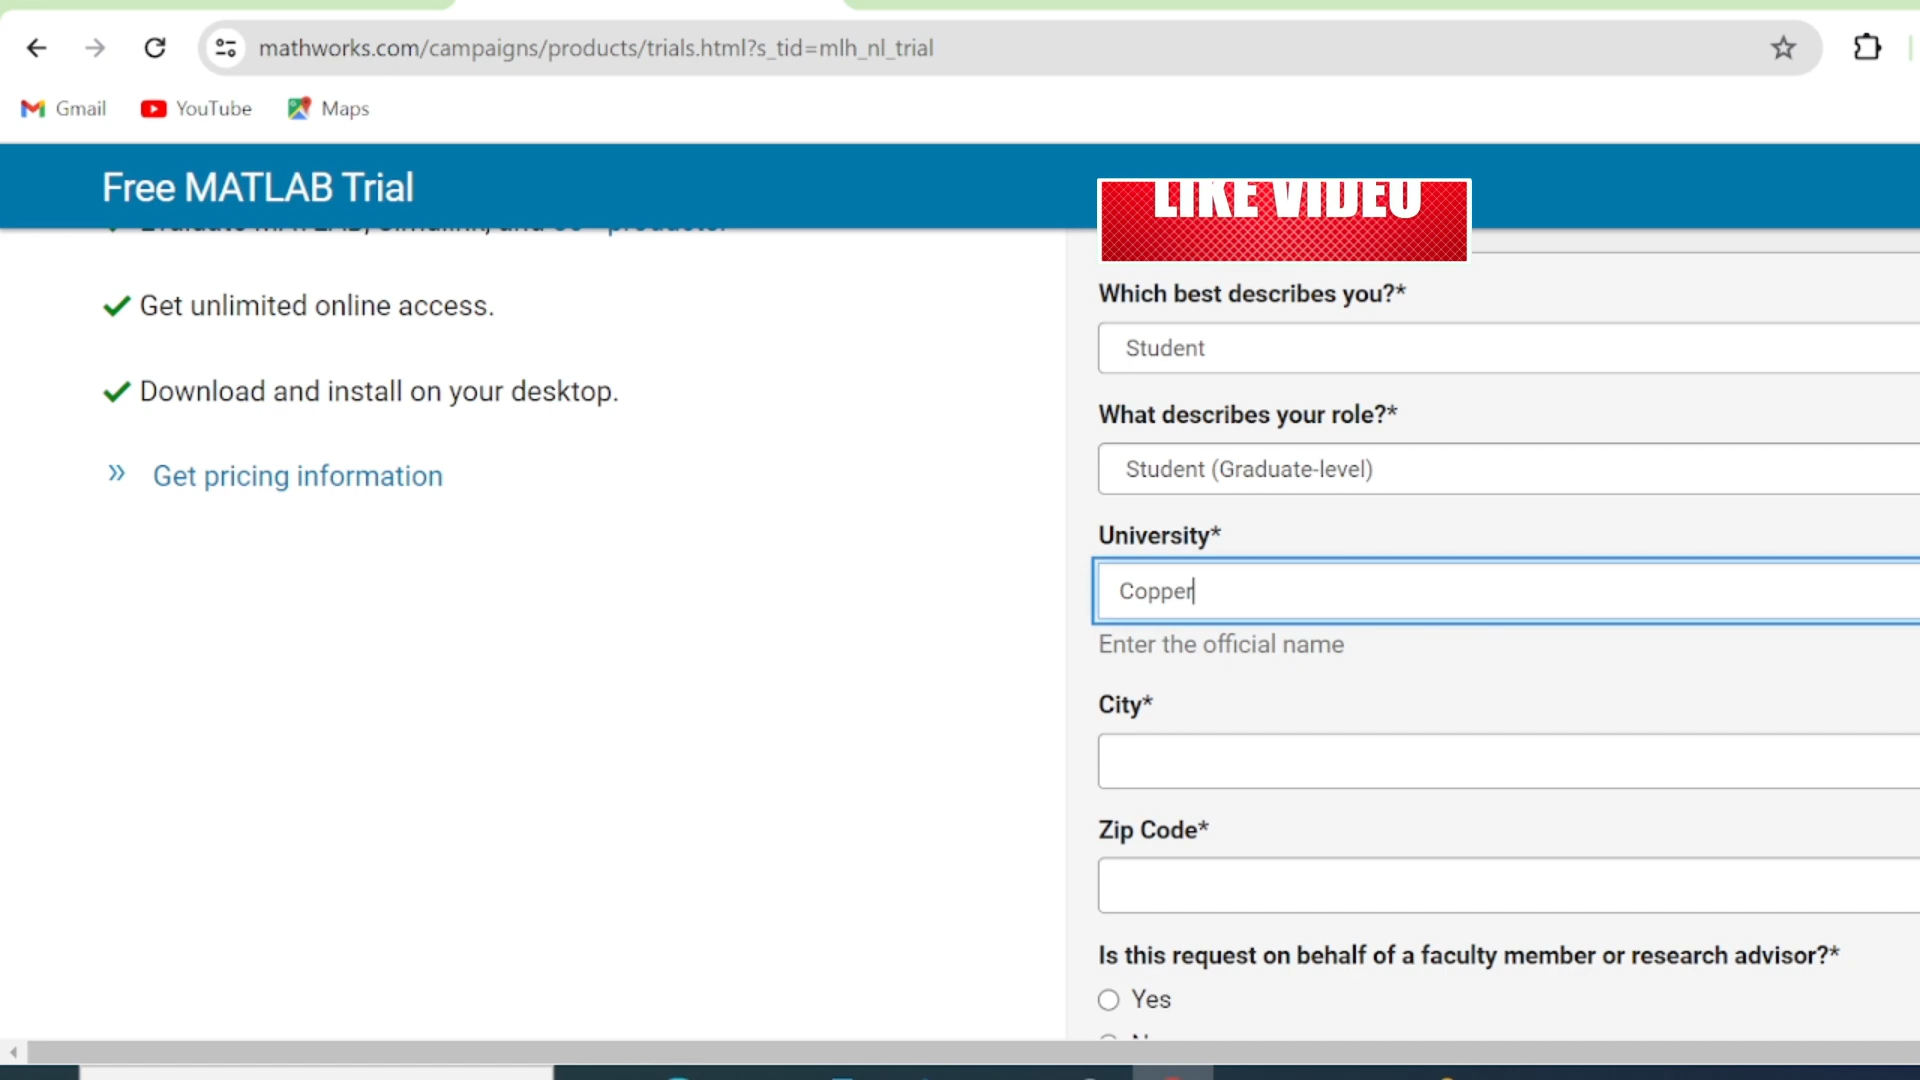 mathworks.com/campaigns/products/trials.html?s_tid=mlh_nl_trial
Gmail
YouTube
Maps
Free MATLAB Trial
LIKE VIDEO
Get unlimited online access.
Download and install on your desktop.
» Get pricing information
Which best describes you?*
Student
What describes your role?*
Student (Graduate-level)
University*
Copper
Enter the official name
City*
Zip Code*
Is this request on behalf of a faculty member or research advisor?*
Yes